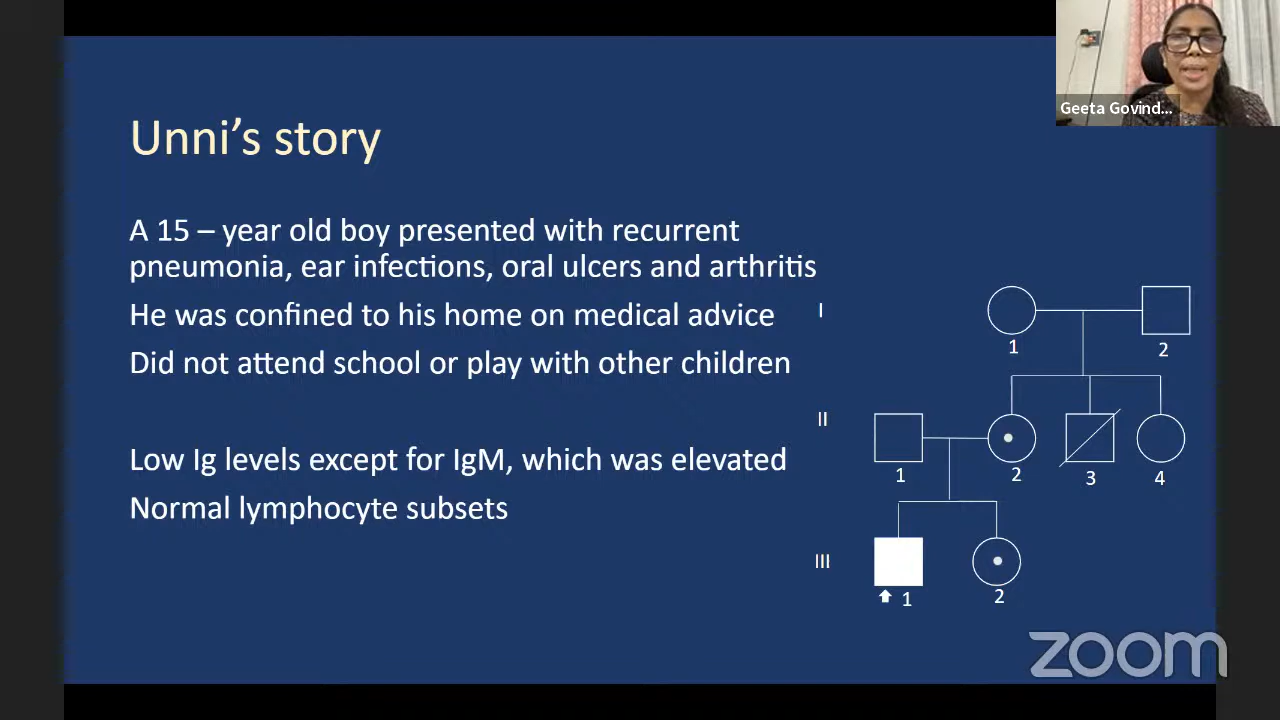 Geeta Govind...
Unni's story
A 15 – year old boy presented with recurrent
pneumonia, ear infections, oral ulcers and arthritis
He was confined to his home on medical advice
Did not attend school or play with other children
Low Ig levels except for IgM, which was elevated
Normal lymphocyte subsets
I
1
2
II
1
2
3
4
III
1
2
zoom